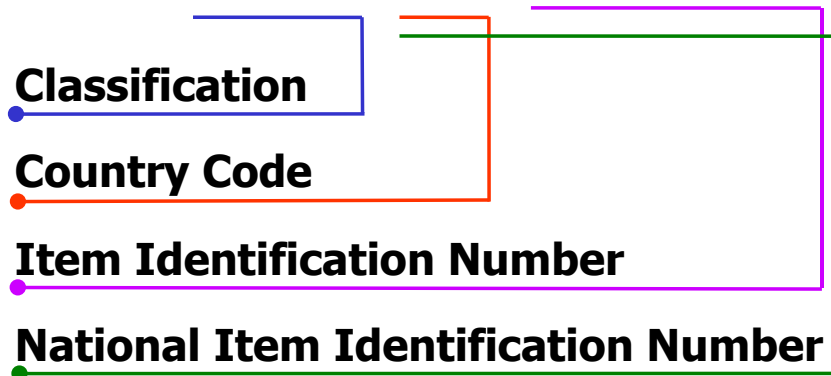 Classification
Country Code
Item Identification Number
National Item Identification Number